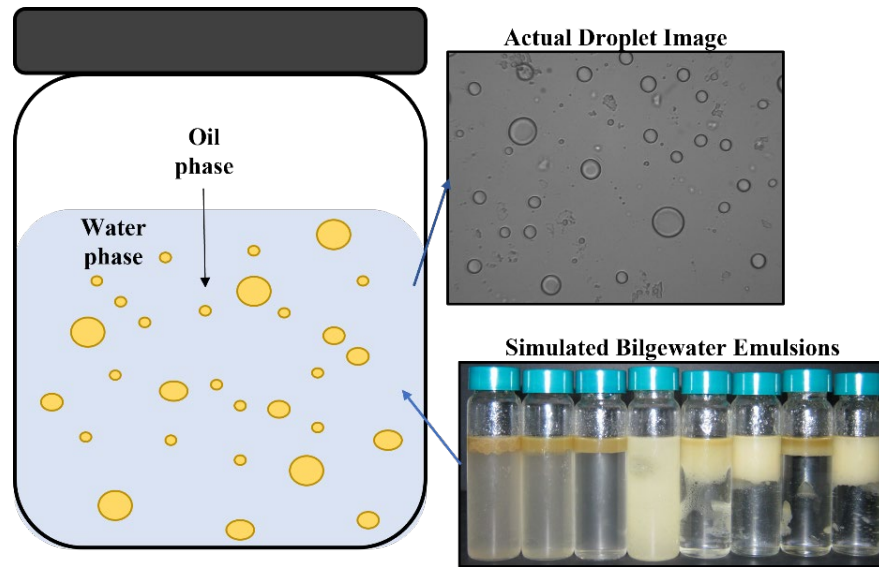 Actual Droplet Image
Oil
phase
Water
phase
Simulated Bilgewater Emulsions